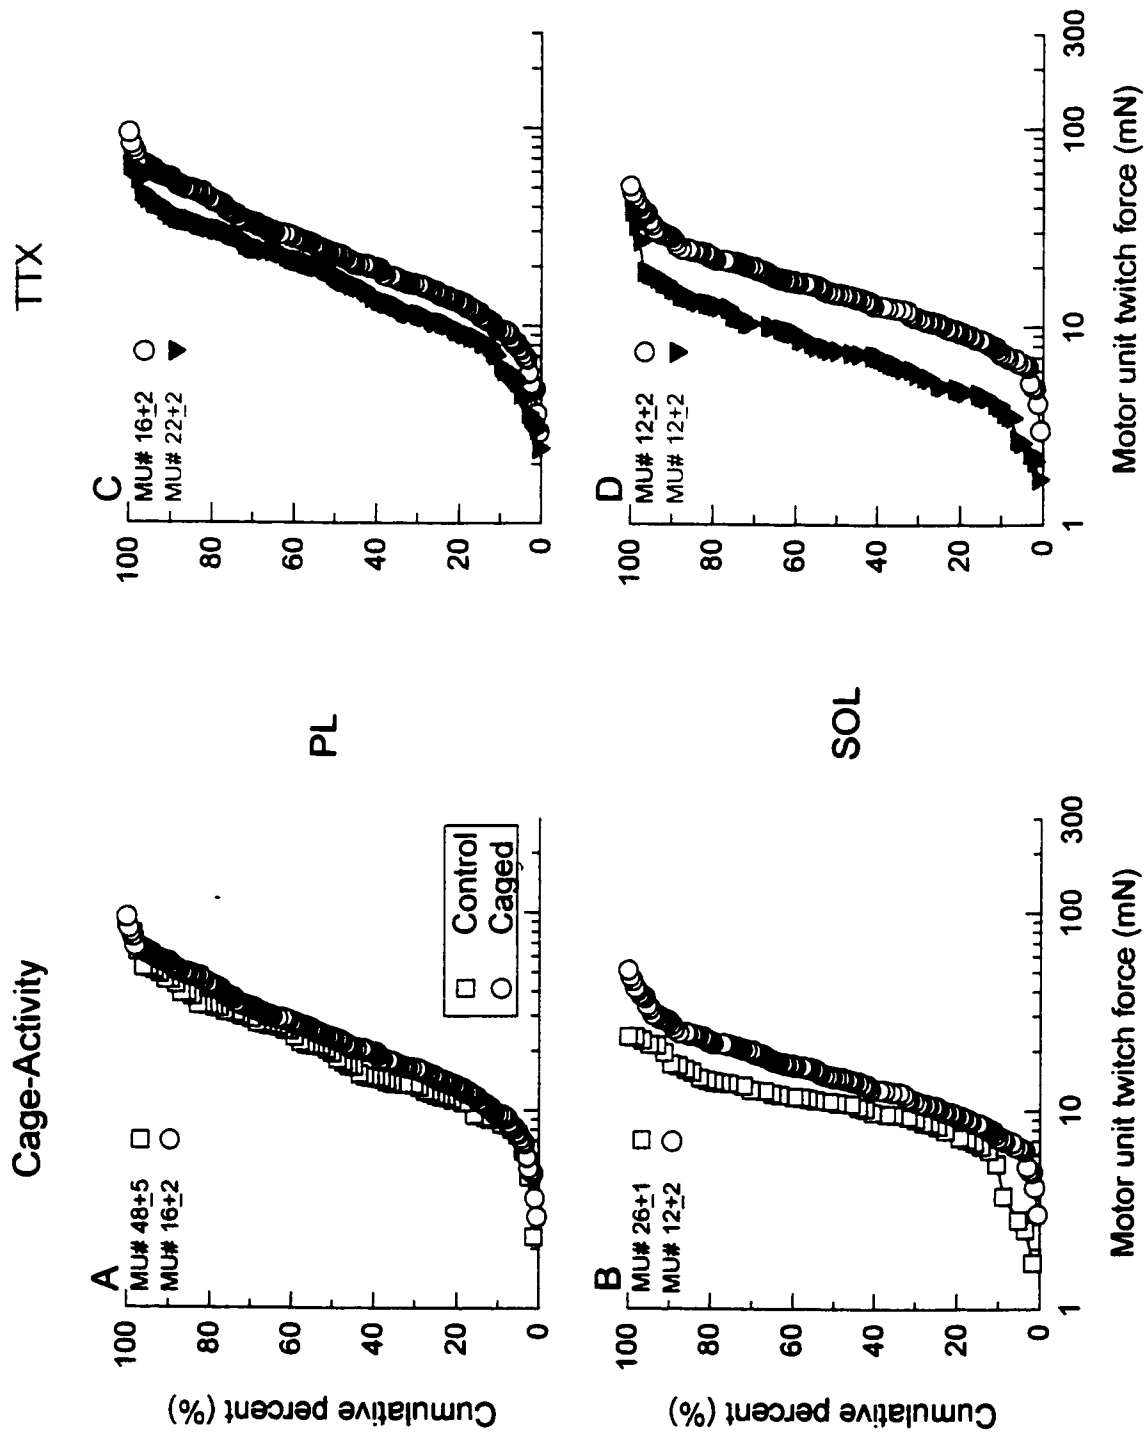 Cage-Activity
TTX
A
MU# 48±5
MU# 16±2
100
80
60
40
20
0
Cumulative percent (%)
Control
Caged
PL
C
MU# 16±2
MU# 22±2
100
80
60
40
20
0
B
MU# 26±1
MU# 12±2
100
80
60
40
20
0
Cumulative percent (%)
1
10
100
300
Motor unit twitch force (mN)
SOL
D
MU# 12±2
MU# 12±2
100
80
60
40
20
0
1
10
100
300
Motor unit twitch force (mN)